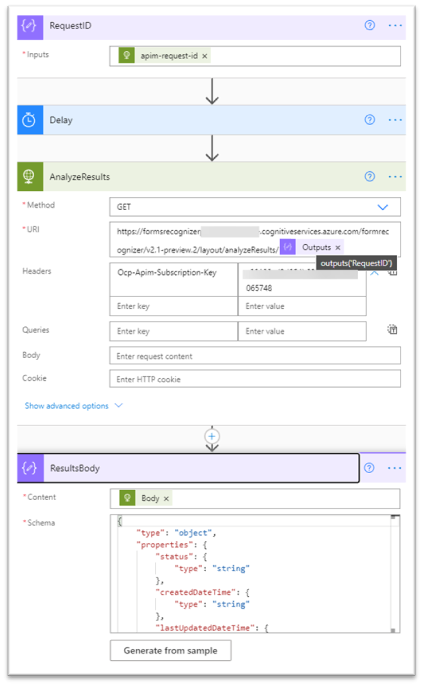 RequestID
* Inputs
apim-request-id ×
Delay
AnalyzeResults
* Method
GET
* URI
https://formsrecognizer .cognitiveservices.azure.com/formrec
ognizer/v2.1-preview.2/layout/analyzeResults/ Outputs ×
outputs('RequestID')
Headers
Ocp-Apim-Subscription-Key
065748
Enter key
Enter value
Queries
Enter key
Enter value
Body
Enter request content
Cookie
Enter HTTP cookie
Show advanced options
ResultsBody
* Content
Body ×
* Schema
{
"type": "object",
"properties": {
"status": {
"type": "string"
},
"createdDateTime": {
"type": "string"
},
"lastUpdatedDateTime": {
Generate from sample